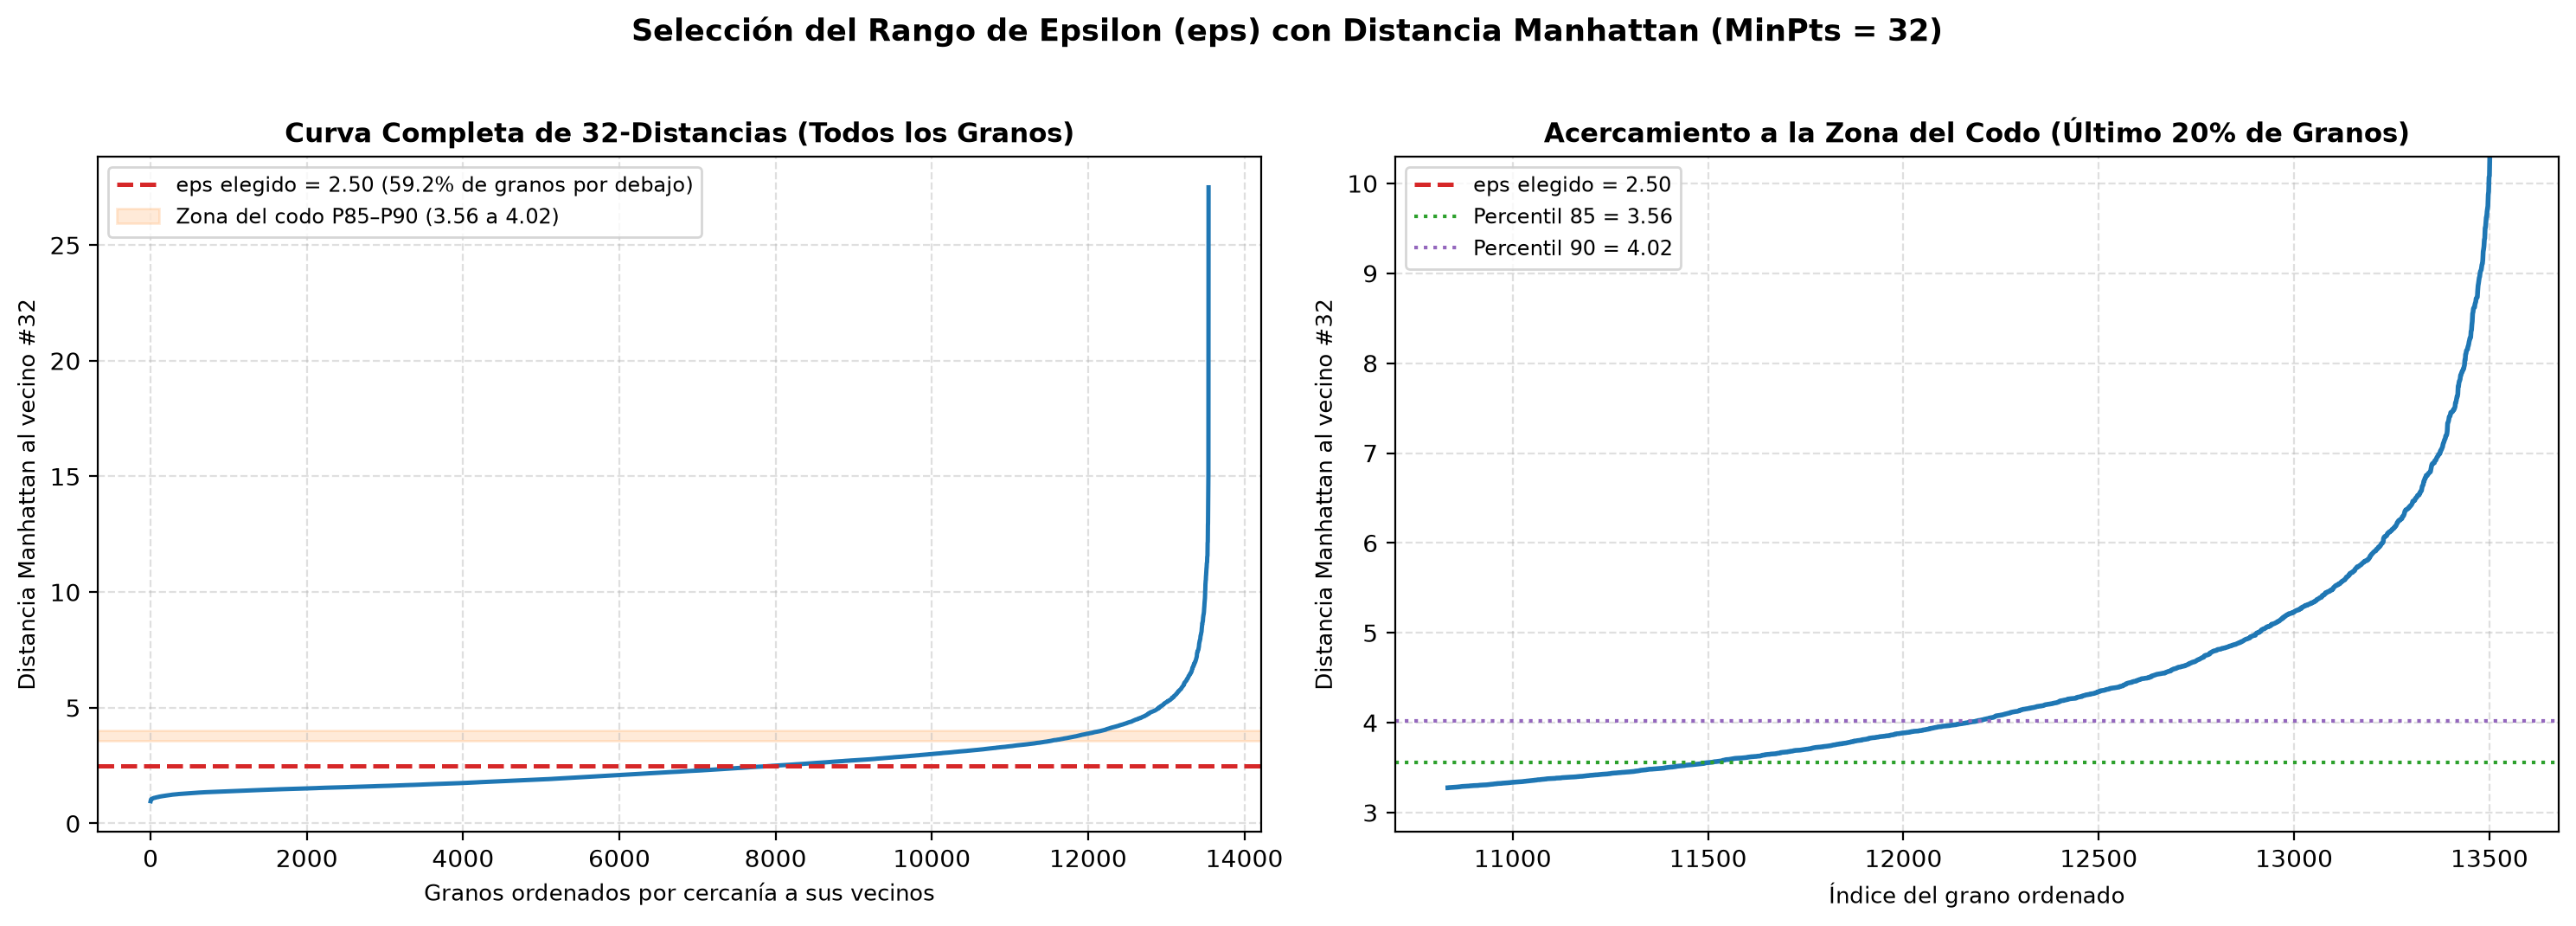 Selección del Rango de Epsilon (eps) con Distancia Manhattan (MinPts = 32)
Curva Completa de 32-Distancias (Todos los Granos)
eps elegido = 2.50 (59.2% de granos por debajo)
Zona del codo P85–P90 (3.56 a 4.02)
Distancia Manhattan al vecino #32
25
20
15
10
5
0
0 2000 4000 6000 8000 10000 12000 14000
Granos ordenados por cercanía a sus vecinos
Acercamiento a la Zona del Codo (Último 20% de Granos)
eps elegido = 2.50
Percentil 85 = 3.56
Percentil 90 = 4.02
Distancia Manhattan al vecino #32
10
9
8
7
6
5
4
3
11000 11500 12000 12500 13000 13500
Índice del grano ordenado